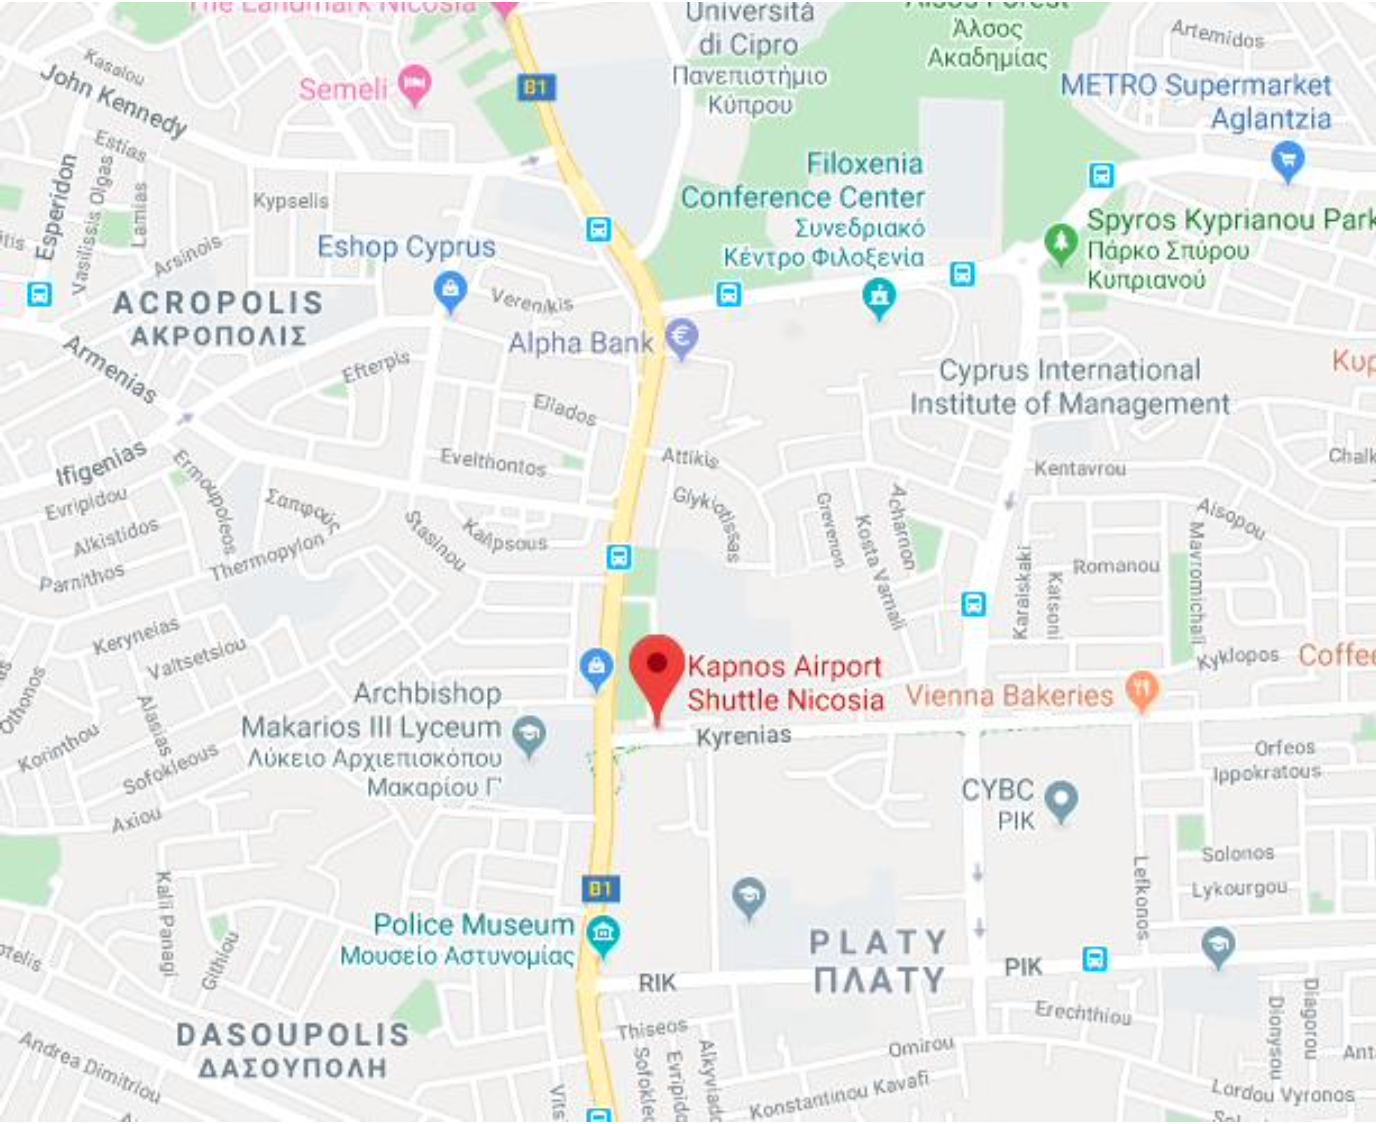 The Landmark Nicosia
Università
di Cipro
Πανεπιστήμιο
Κύπρου
Άλσος
Ακαδημίας
Artemidos
Kasalou
John Kennedy
Semeli
B1
METRO Supermarket
Aglantzia
Estias
Esperidon
Vasilissis Olgas
Lamias
Kypselis
Arsinois
Filoxenia
Conference Center
Συνεδριακό
Κέντρο Φιλοξενία
Spyros Kyprianou Park
Πάρκο Σπύρου
Κυπριανού
Eshop Cyprus
Verenikis
ACROPOLIS
ΑΚΡΟΠΟΛΙΣ
Alpha Bank
Armenias
Efterpis
Cyprus International
Institute of Management
Ellados
Ifigenias
Evelthontos
Attikis
Kentavrou
Chalk
Evripidou
Ermoupoleos
Σαπφούς
Glykiotissas
Grevenon
Acharnon
Kosta Varnali
Aisopou
Alkistidos
Thermopylon
Stasinou
Kalipsous
Parnithos
Karaiskaki
Katsoni
Romanou
Mavromichali
Keryneias
Valtsetsiou
Kyklopos
Coffee
Othonos
Alasias
Kapnos Airport
Shuttle Nicosia
Vienna Bakeries
Korinthou
Sofokleous
Archbishop
Makarios III Lyceum
Λύκειο Αρχιεπισκόπου
Μακαρίου Γ'
Kyrenias
Orfeos
Ippokratous
Axiou
CYBC
ΡΙΚ
Solonos
Lykourgou
Lefkonos
B1
Kalli Panagi
Githiou
Police Museum
Μουσείο Αστυνομίας
PLATY
ΠΛΑΤΥ
RIK
PIK
DASOUPOLIS
ΔΑΣΟΥΠΟΛΗ
Thiseos
Erechthiou
Omirou
Dionysou
Diagorou
Andrea Dimitriou
Konstantinou Kavafi
Lordou Vyronos